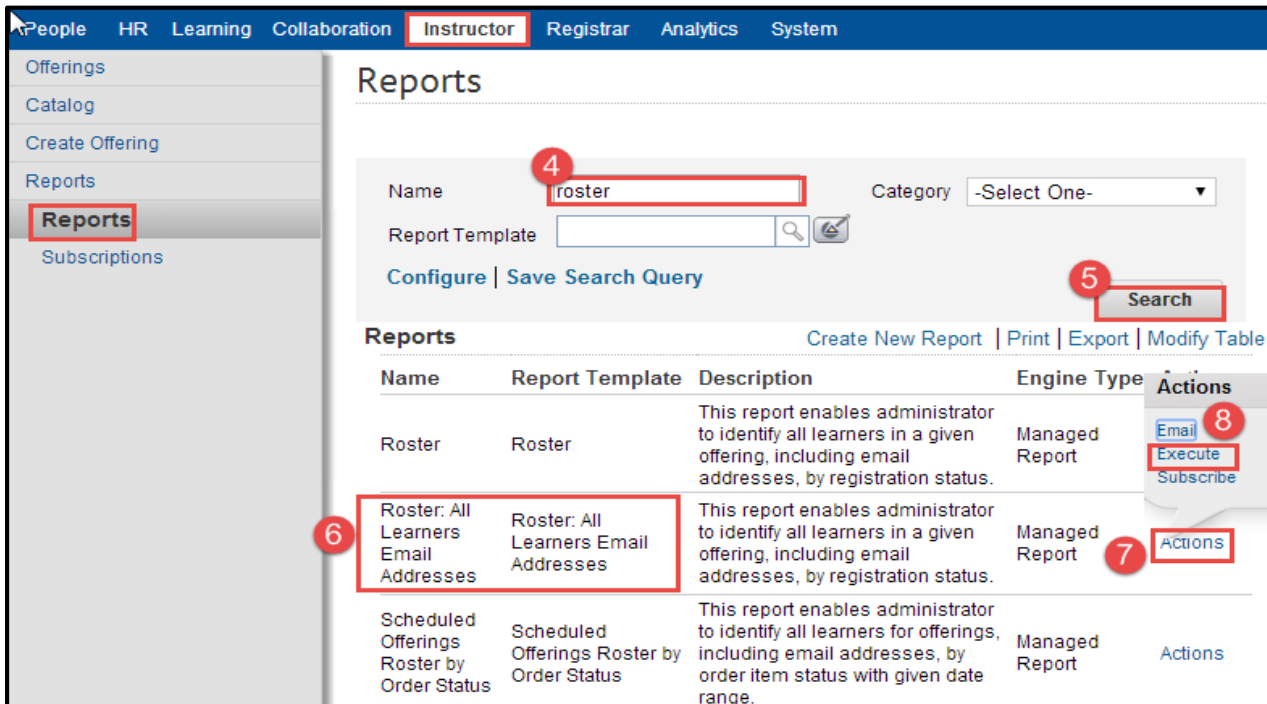 People HR Learning Collaboration Instructor Registrar Analytics System
Offerings
Catalog
Create Offering
Reports
Reports
Subscriptions
Reports
4
Name roster Category -Select One-
Report Template
Configure | Save Search Query
5
Search
Reports Create New Report | Print | Export | Modify Table
Name Report Template Description Engine Type
Actions
Email 8
Execute
Subscribe
Roster Roster This report enables administrator
to identify all learners in a given
offering, including email
addresses, by registration status.
Managed
Report
6
Roster: All
Learners
Email
Addresses
Roster: All
Learners Email
Addresses
This report enables administrator
to identify all learners in a given
offering, including email
addresses, by registration status.
Managed
Report
7 Actions
Scheduled
Offerings
Roster by
Order Status
Scheduled
Offerings Roster by
Order Status
This report enables administrator
to identify all learners for offerings,
including email addresses, by
order item status with given date
range.
Managed
Report
Actions